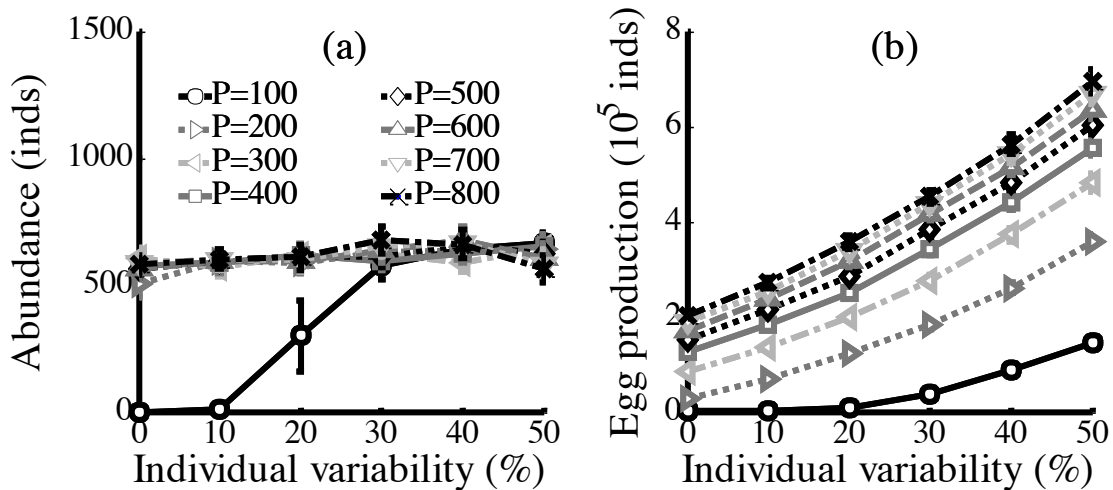 (a)
Abundance (inds)
1500
1000
500
0
P=100
P=200
P=300
P=400
P=500
P=600
P=700
P=800
0 10 20 30 40 50
Individual variability (%)
(b)
Egg production (10^5 inds)
8
6
4
2
0
0 10 20 30 40 50
Individual variability (%)